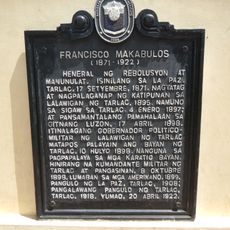 FRANCISCO MAKABULOS
(1871-1922)
HENERAL NG REBOLUSYON AT
MANUNULAT. ISINILANG SA LA PAZ,
TARLAC, 17 SETYEMBRE, 1871. NAGTATAG
AT NAGPALAGANAP NG KATIPUNAN SA
LALAWIGAN NG TARLAC, 1895. NAMUNO
SA SIGAW SA TARLAC, 4 ENERO, 1897;
AT PANSAMANTALANG PAMAHALAAN SA
GITNANG LUZON, 17 ABRIL 1898.
ITINALAGANG GOBERNADOR POLITICO
MILITAR NG LALAWIGAN NG TARLAC
MATAPOS PALAYAIN ANG BAYAN NG
TARLAC, 10 HULYO 1898. NANGUNA SA
PAGPAPALAYA SA MGA KARATIG BAYAN.
HINIRANG NA KUMANDANTE MILITAR NG
TARLAC AT PANGASINAN, 8 OKTUBRE
1899. LUMABAN SA MGA AMERIKANO, 1899.
PANGULO NG LA PAZ, TARLAC, 1908;
PANGALAWANG PANGULO NG TARLAC,
TARLAC, 1918. YUMAO, 20 ABRIL 1922.